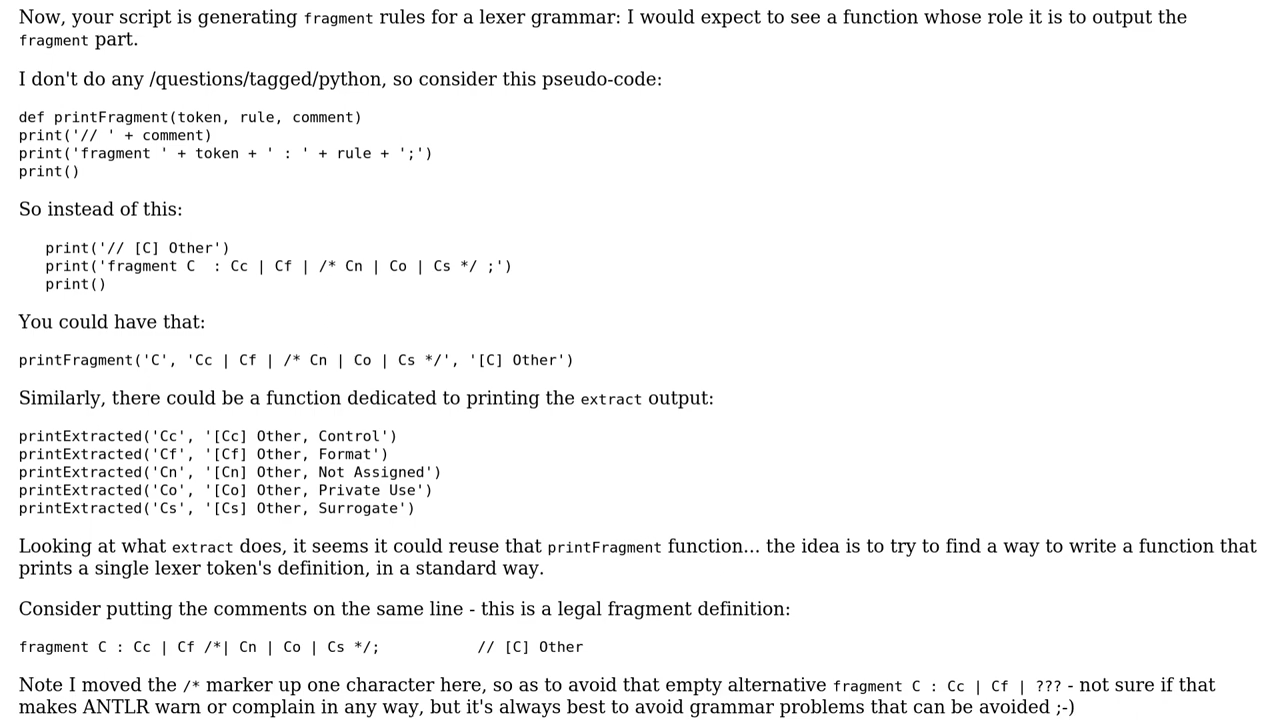 Now, your script is generating fragment rules for a lexer grammar: I would expect to see a function whose role it is to output the
fragment part.
I don't do any /questions/tagged/python, so consider this pseudo-code:
def printFragment(token, rule, comment)
print('// ' + comment)
print('fragment ' + token + ' : ' + rule + ';')
print()
So instead of this:
print('// [C] Other')
print('fragment C  : Cc | Cf | /* Cn | Co | Cs */ ;')
print()
You could have that:
printFragment('C', 'Cc | Cf | /* Cn | Co | Cs */', '[C] Other')
Similarly, there could be a function dedicated to printing the extract output:
printExtracted('Cc', '[Cc] Other, Control')
printExtracted('Cf', '[Cf] Other, Format')
printExtracted('Cn', '[Cn] Other, Not Assigned')
printExtracted('Co', '[Co] Other, Private Use')
printExtracted('Cs', '[Cs] Other, Surrogate')
Looking at what extract does, it seems it could reuse that printFragment function... the idea is to try to find a way to write a function that
prints a single lexer token's definition, in a standard way.
Consider putting the comments on the same line - this is a legal fragment definition:
fragment C : Cc | Cf /*| Cn | Co | Cs */;           // [C] Other
Note I moved the /* marker up one character here, so as to avoid that empty alternative fragment C : Cc | Cf | ??? - not sure if that
makes ANTLR warn or complain in any way, but it's always best to avoid grammar problems that can be avoided ;-)